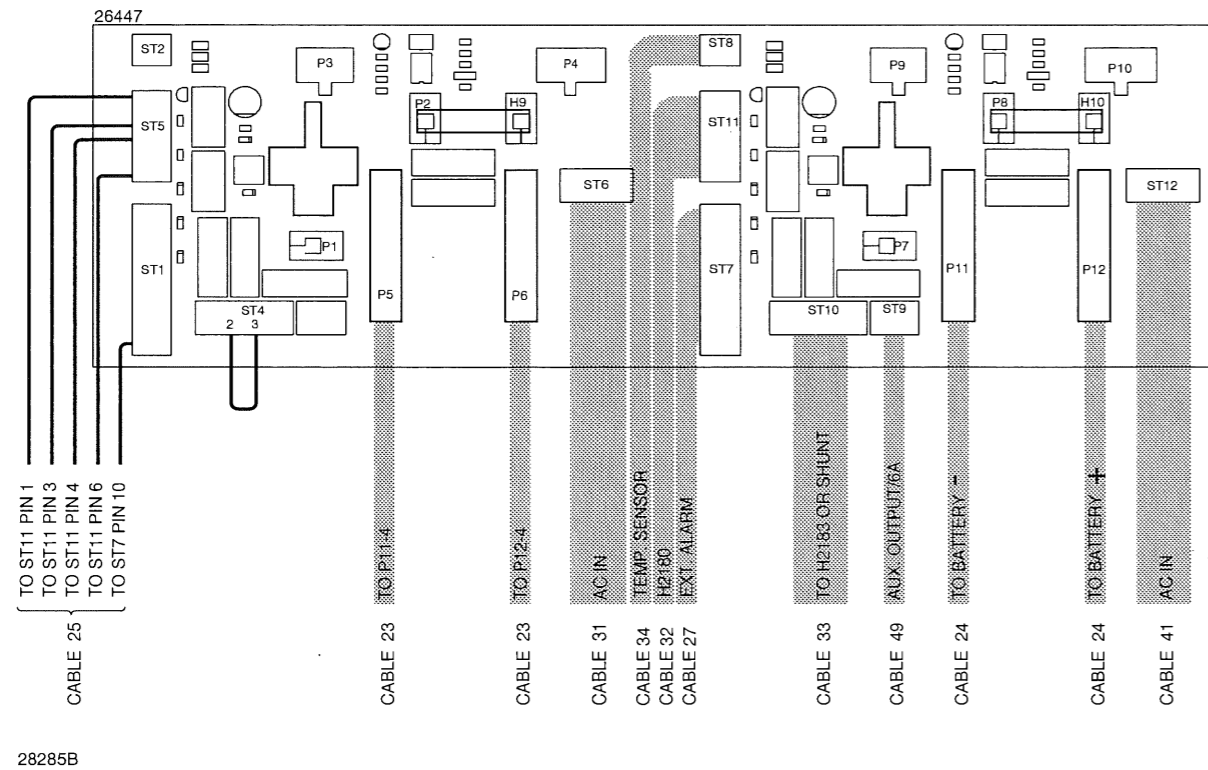 26447
ST2
P3
P4
ST8
P9
P10
P2
H9
P8
H10
ST5
ST11
ST6
ST12
P1
P7
ST1
P5
P6
ST7
P11
P12
ST4
2 3
ST10
ST9
TO ST11 PIN 1
TO ST11 PIN 3
TO ST11 PIN 4
TO ST11 PIN 6
TO ST7 PIN 10
CABLE 25
TO P11:4
CABLE 23
TO P12:4
CABLE 23
AC IN
CABLE 31
TEMP. SENSOR
CABLE 34
H2180
CABLE 32
EXT. ALARM
CABLE 27
TO H2183 OR SHUNT
CABLE 33
AUX. OUTPUT/6A
CABLE 49
TO BATTERY -
CABLE 24
TO BATTERY +
CABLE 24
AC IN
CABLE 41
28285B